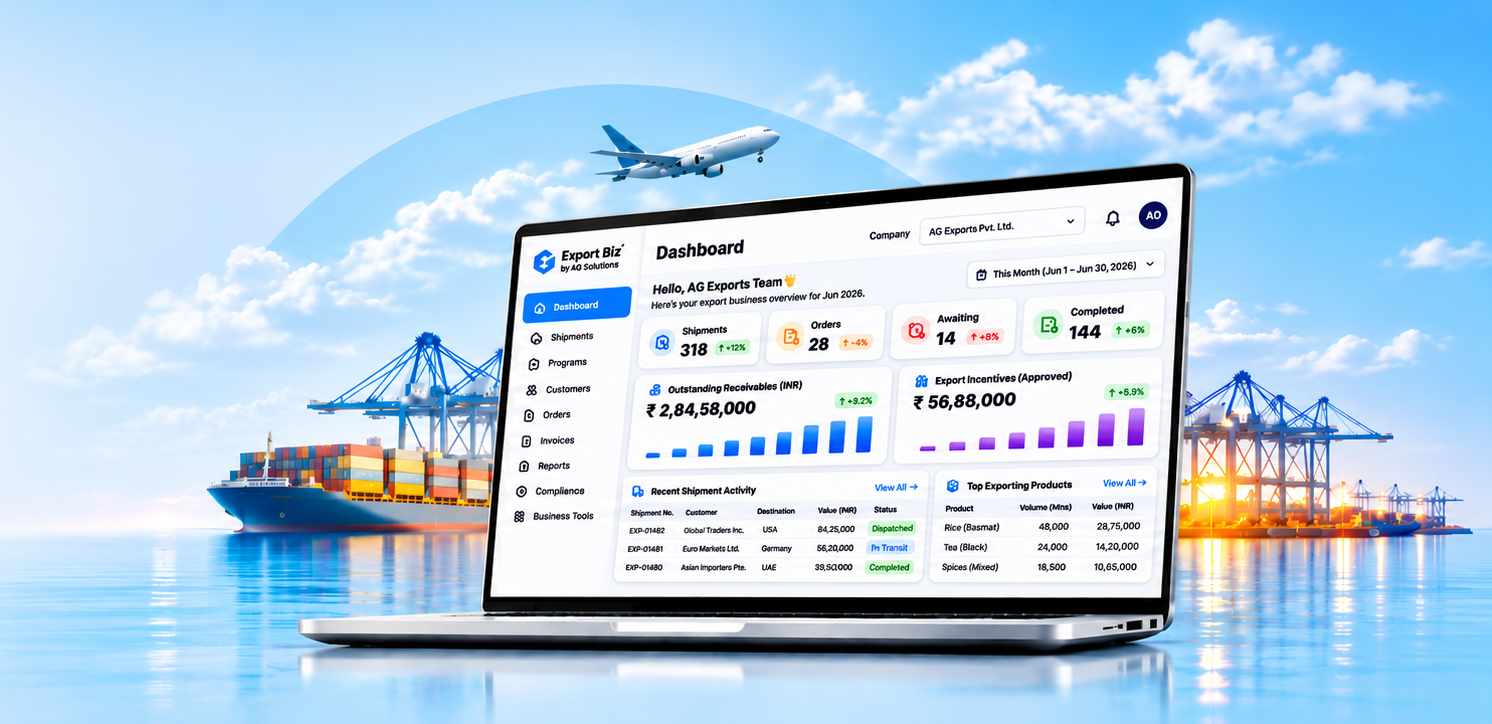 Export Biz
by AG Solutions
Dashboard
Company
AG Exports Pvt. Ltd.
AO
Dashboard
Shipments
Programs
Customers
Orders
Invoices
Reports
Compliance
Business Tools
Hello, AG Exports Team 👋
Here's your export business overview for Jun 2026.
This Month (Jun 1 – Jun 30, 2026)
Shipments
318 ↑ +12%
Orders
28 ↑ -4%
Awaiting
14 ↑ +8%
Completed
144 ↑ +6%
Outstanding Receivables (INR)
₹ 2,84,58,000
↑ +9.2%
Export Incentives (Approved)
₹ 56,88,000
↑ +6,9%
Recent Shipment Activity
View All →
Shipment No. Customer Destination Value (INR) Status
EXP-01482 Global Traders Inc. USA 84,25,000 Dispatched
EXP-01481 Euro Markets Ltd. Germany 56,20,000 Transit
EXP-01480 Asian Importers Pte. UAE Completed
Top Exporting Products
View All →
Product Volume (Mns) Value (INR)
Rice (Basmat) 48,000 28,75,000
Tea (Black) 24,000 14,20,000
Spices (Mixed) 18,500 10,65,000